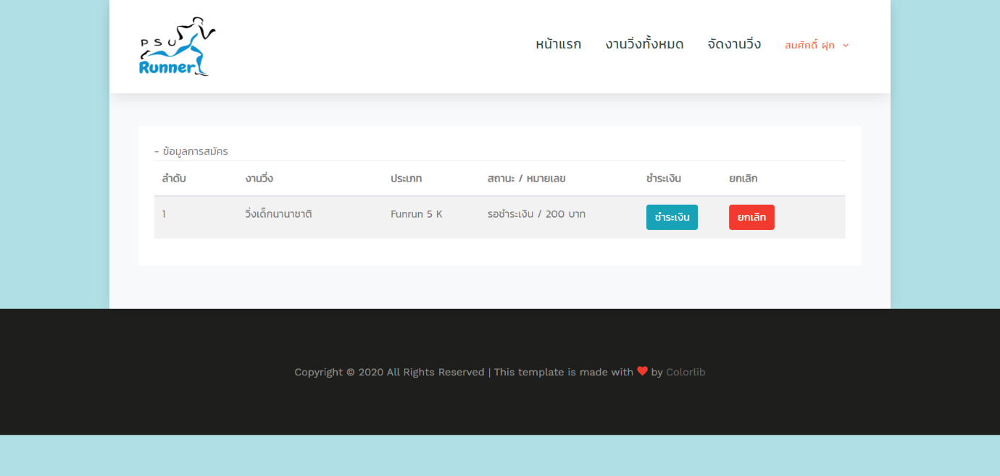 PSU
Runner
หน้าแรก งานวิ่งทั้งหมด จัดงานวิ่ง สมศักดิ์ ฝุก
- ข้อมูลการสมัคร
ลำดับ งานวิ่ง ประเภท สถานะ / หมายเลข ชำระเงิน ยกเลิก
1 วิ่งเด็กนานาชาติ Funrun 5 K รอชำระเงิน / 200 บาท ชำระเงิน ยกเลิก
Copyright © 2020 All Rights Reserved | This template is made with ❤ by Colorlib